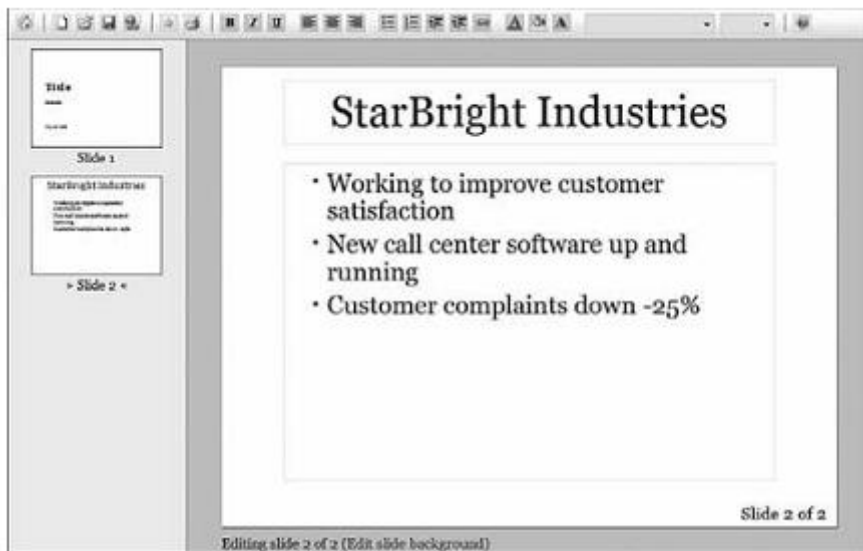 B I U
A A
Title
Slide 1
StarBright Industries
Slide 2
StarBright Industries
• Working to improve customer
satisfaction
• New call center software up and
running
• Customer complaints down -25%
Slide 2 of 2
Editing slide 2 of 2 (Edit slide background)